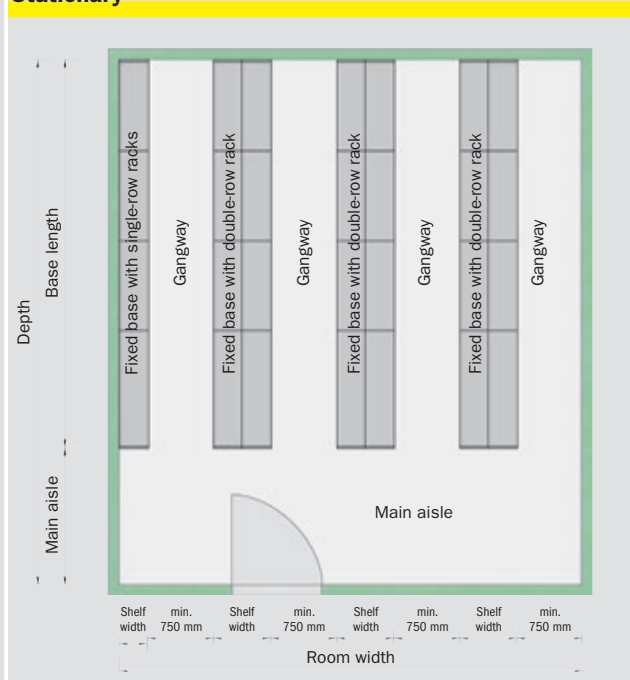 Stationary
Fixed base with single-row racks
Gangway
Fixed base with double-row rack
Gangway
Fixed base with double-row rack
Gangway
Fixed base with double-row rack
Gangway
Depth
Base length
Main aisle
Main aisle
Shelf
width
min.
750 mm
Shelf
width
min.
750 mm
Shelf
width
min.
750 mm
Shelf
width
min.
750 mm
Room width